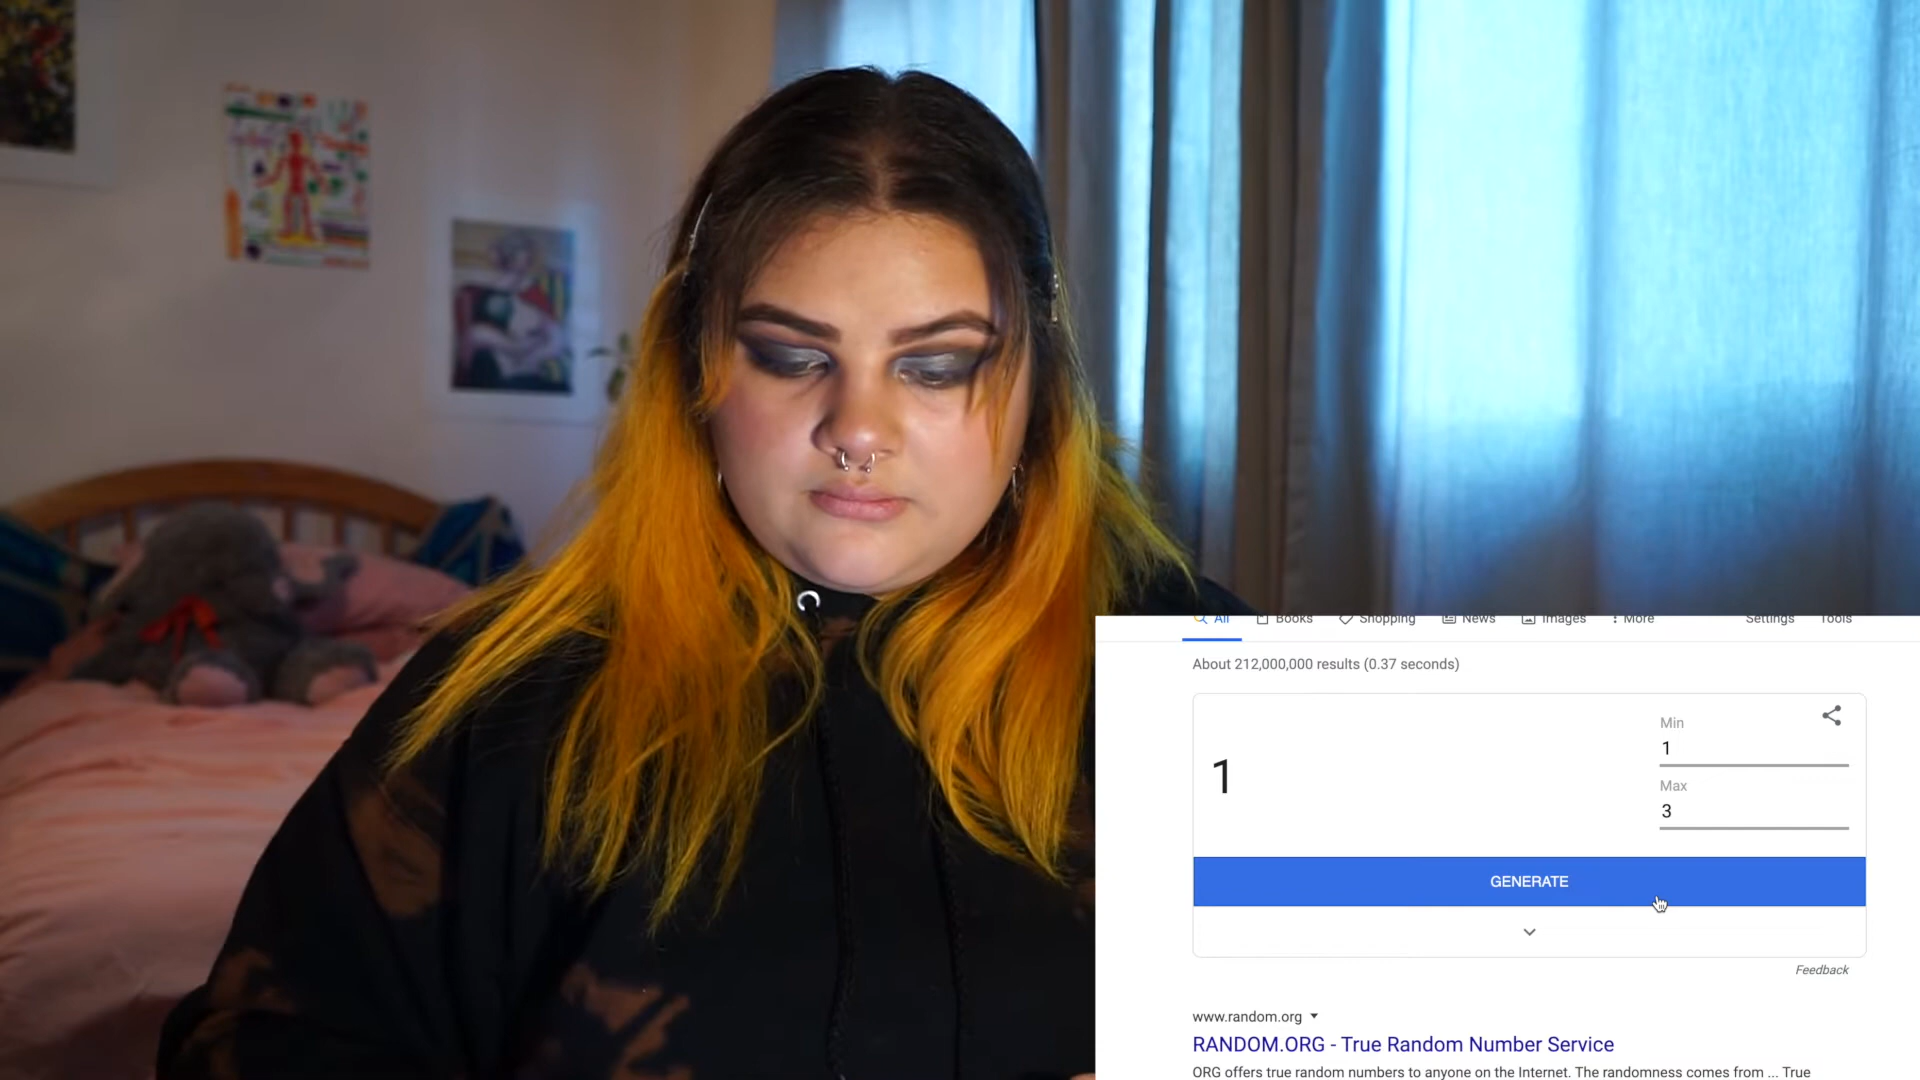 All Books Shopping News Images More Settings Tools
About 212,000,000 results (0.37 seconds)
Min
1
1
Max
3
GENERATE
Feedback
www.random.org
RANDOM.ORG - True Random Number Service
ORG offers true random numbers to anyone on the Internet. The randomness comes from ... True